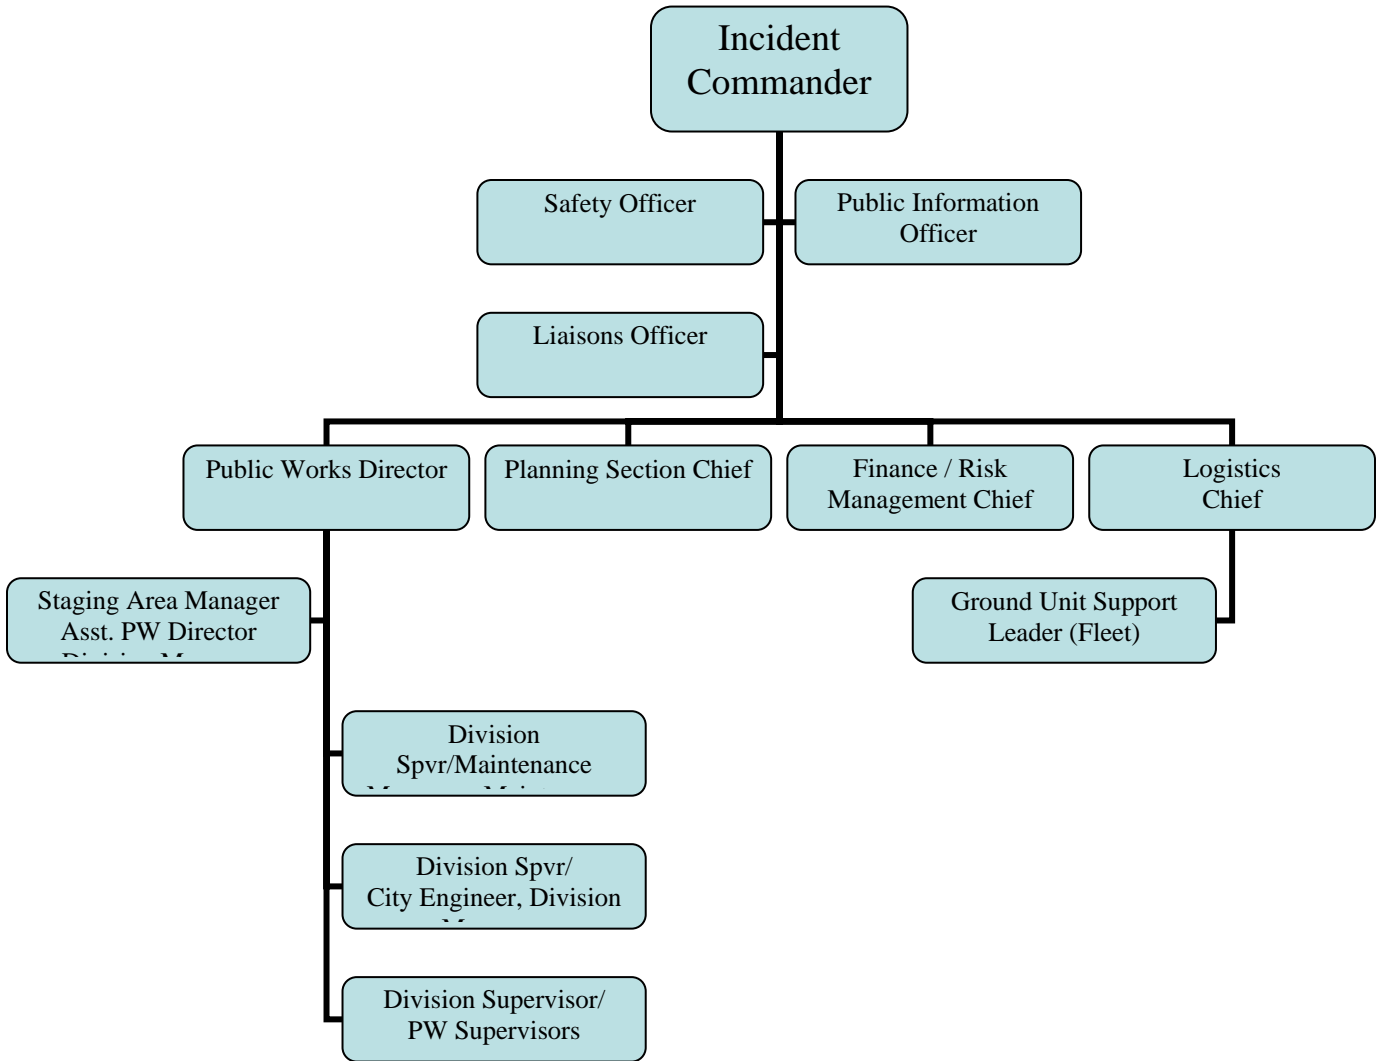 Incident
Commander
Safety Officer
Public Information
Officer
Liaisons Officer
Public Works Director
Planning Section Chief
Finance / Risk
Management Chief
Logistics
Chief
Staging Area Manager
Asst. PW Director
Ground Unit Support
Leader (Fleet)
Division
Spvr/Maintenance
Division Spvr/
City Engineer, Division
Division Supervisor/
PW Supervisors